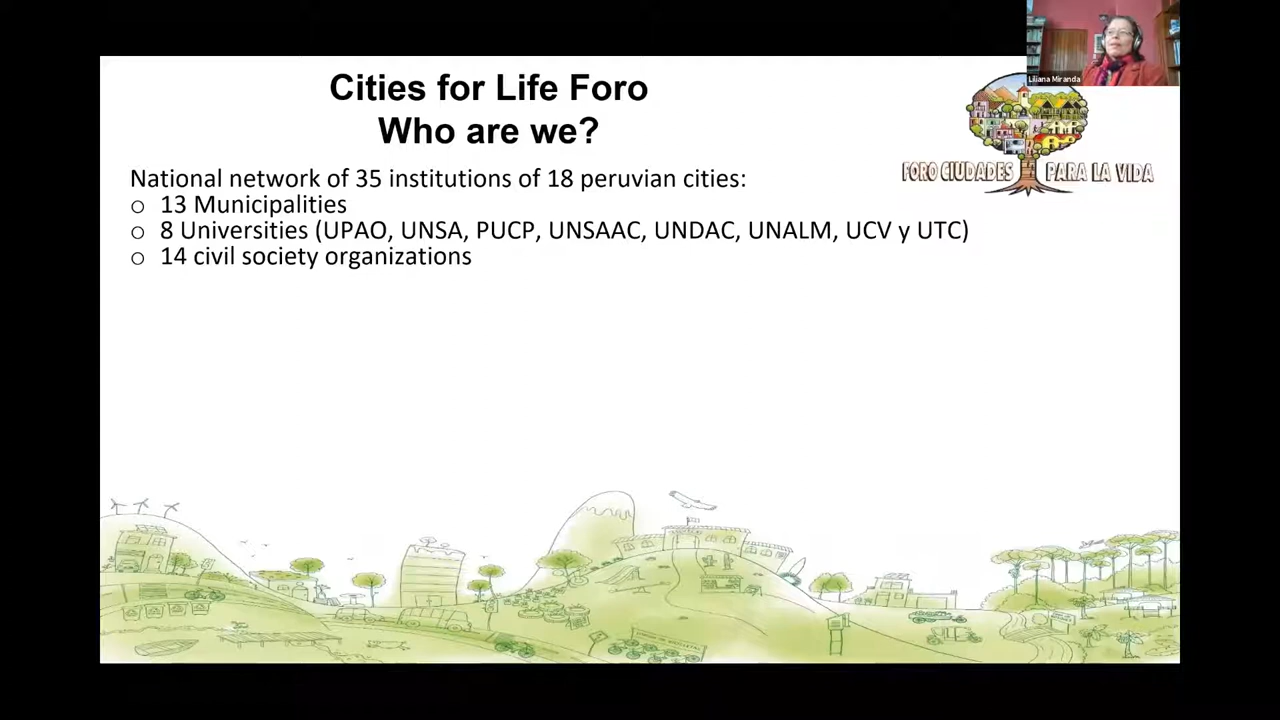 Cities for Life Foro
Who are we?
Liliana Miranda
FORO CIUDADES PARA LA VIDA
National network of 35 institutions of 18 peruvian cities:
o 13 Municipalities
o 8 Universities (UPAO, UNSA, PUCP, UNSAAC, UNDAC, UNALM, UCV y UTC)
o 14 civil society organizations